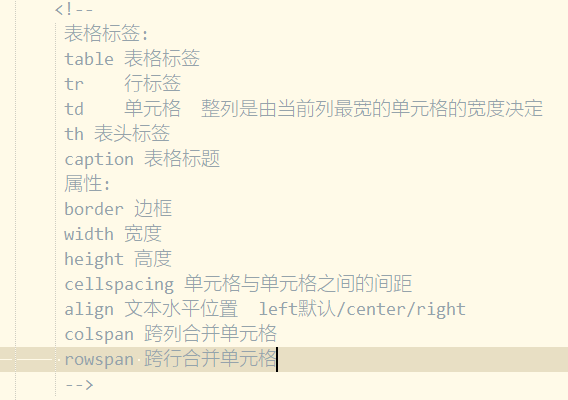 <!--
表格标签:
table 表格标签
tr    行标签
td    单元格  整列是由当前列最宽的单元格的宽度决定
th 表头标签
caption 表格标题
属性:
border 边框
width 宽度
height 高度
cellspacing 单元格与单元格之间的间距
align 文本水平位置  left默认/center/right
colspan 跨列合并单元格
rowspan 跨行合并单元格
-->